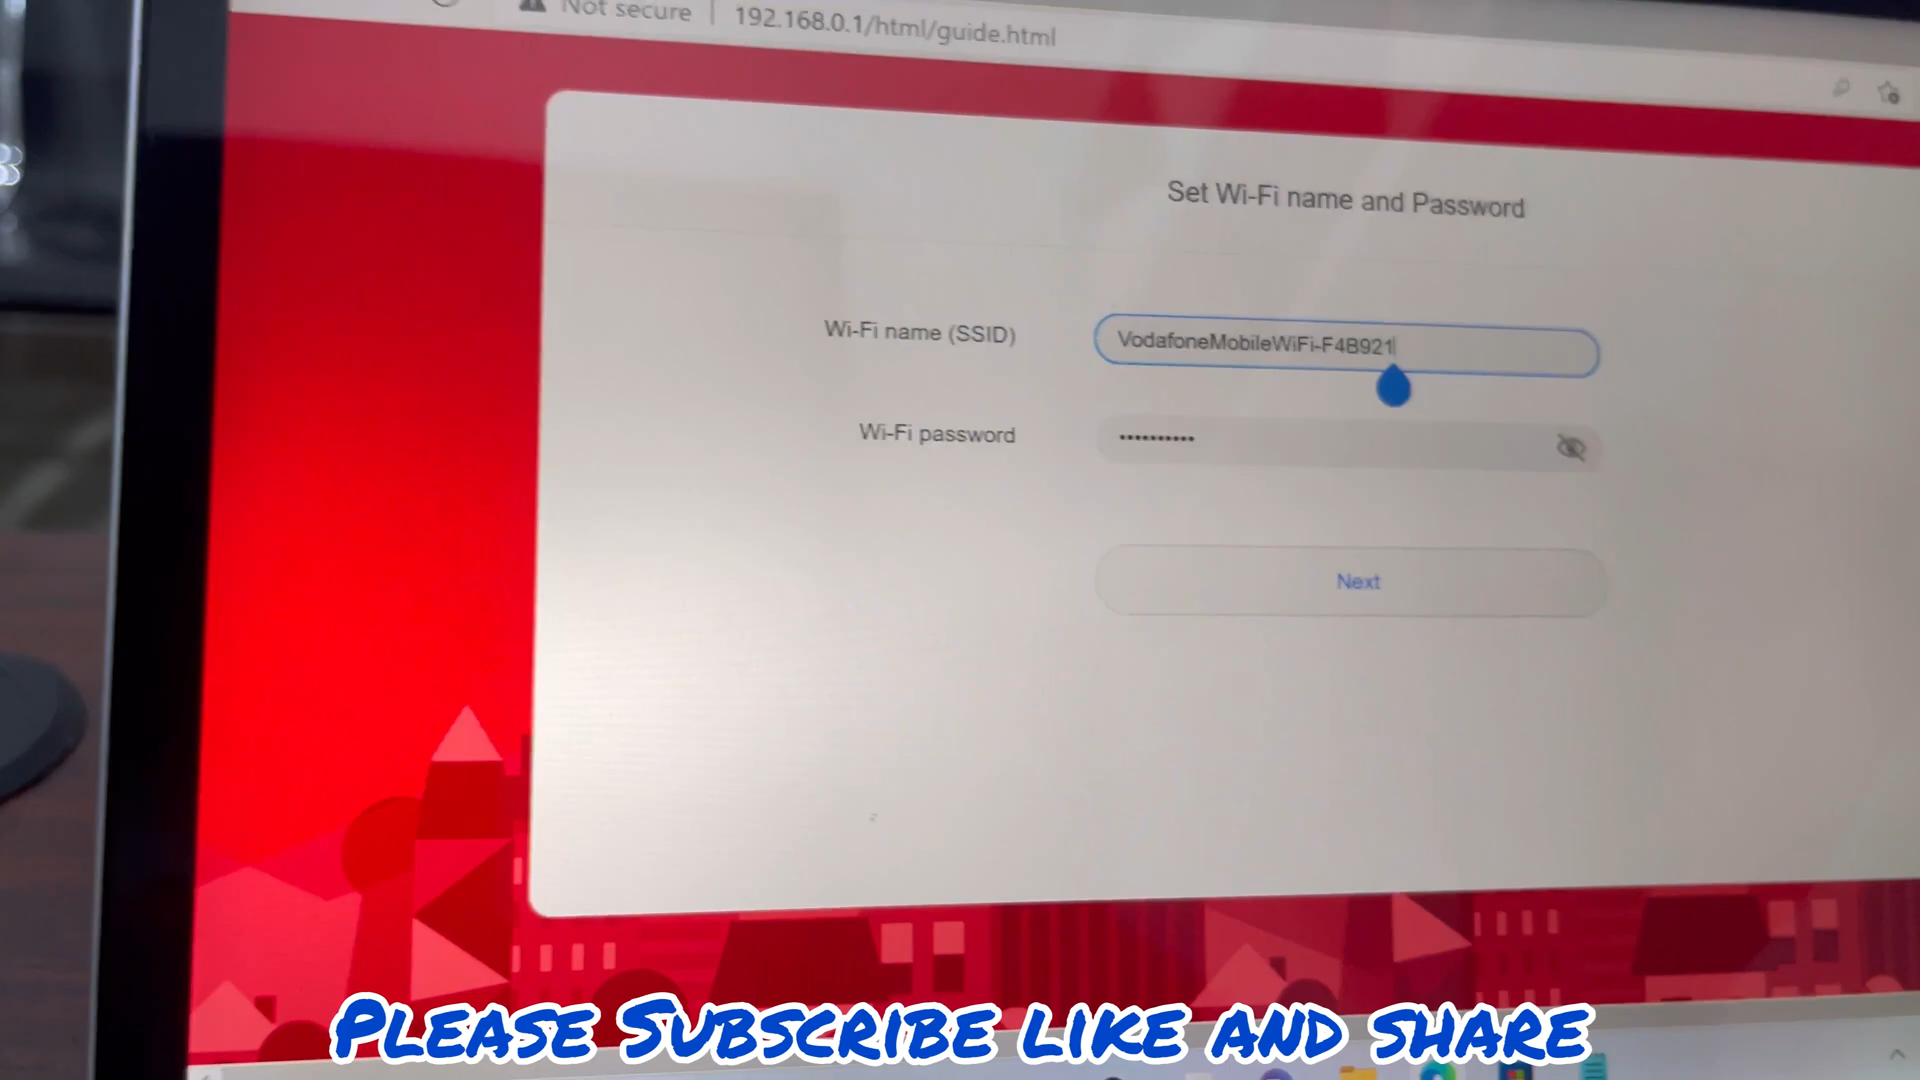 Not secure | 192.168.0.1/html/guide.html
Set Wi-Fi name and Password
Wi-Fi name (SSID)
VodafoneMobileWiFi-F4B921
Wi-Fi password
••••••••••
Next
PLEASE SUBSCRIBE LIKE AND SHARE